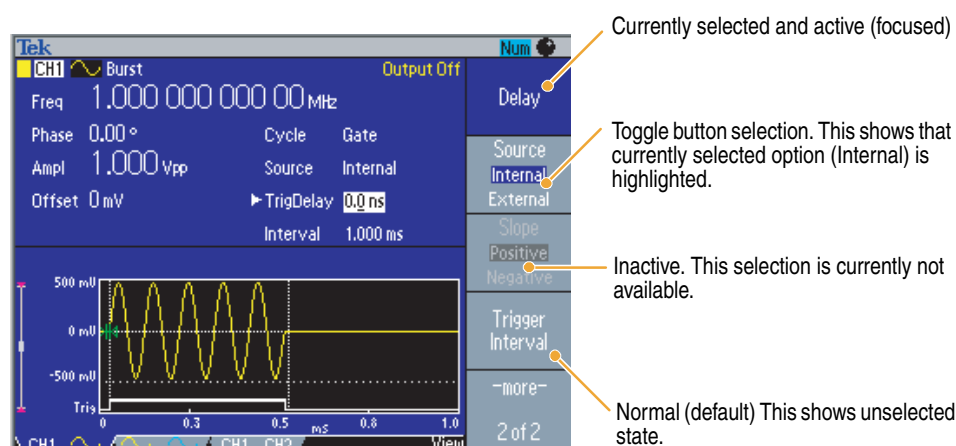 Currently selected and active (focused)
Tek
Num
CH1 Burst Output Off
Freq 1.000 000 000 00 MHz
Phase 0.00 °
Cycle Gate
Ampl 1.000 Vpp
Source Internal
Offset 0 mV
TrigDelay 0.0 ns
Interval 1.000 ms
500 mV
0 mV
-500 mV
Trig
0 0.3 0.5 ms 0.8 1.0
CH1 CH1 CH2 View
Delay
Source
Internal
External
Slope
Positive
Negative
Trigger
Interval
-more-
2 of 2
Toggle button selection. This shows that
currently selected option (Internal) is
highlighted.
Inactive. This selection is currently not
available.
Normal (default) This shows unselected
state.